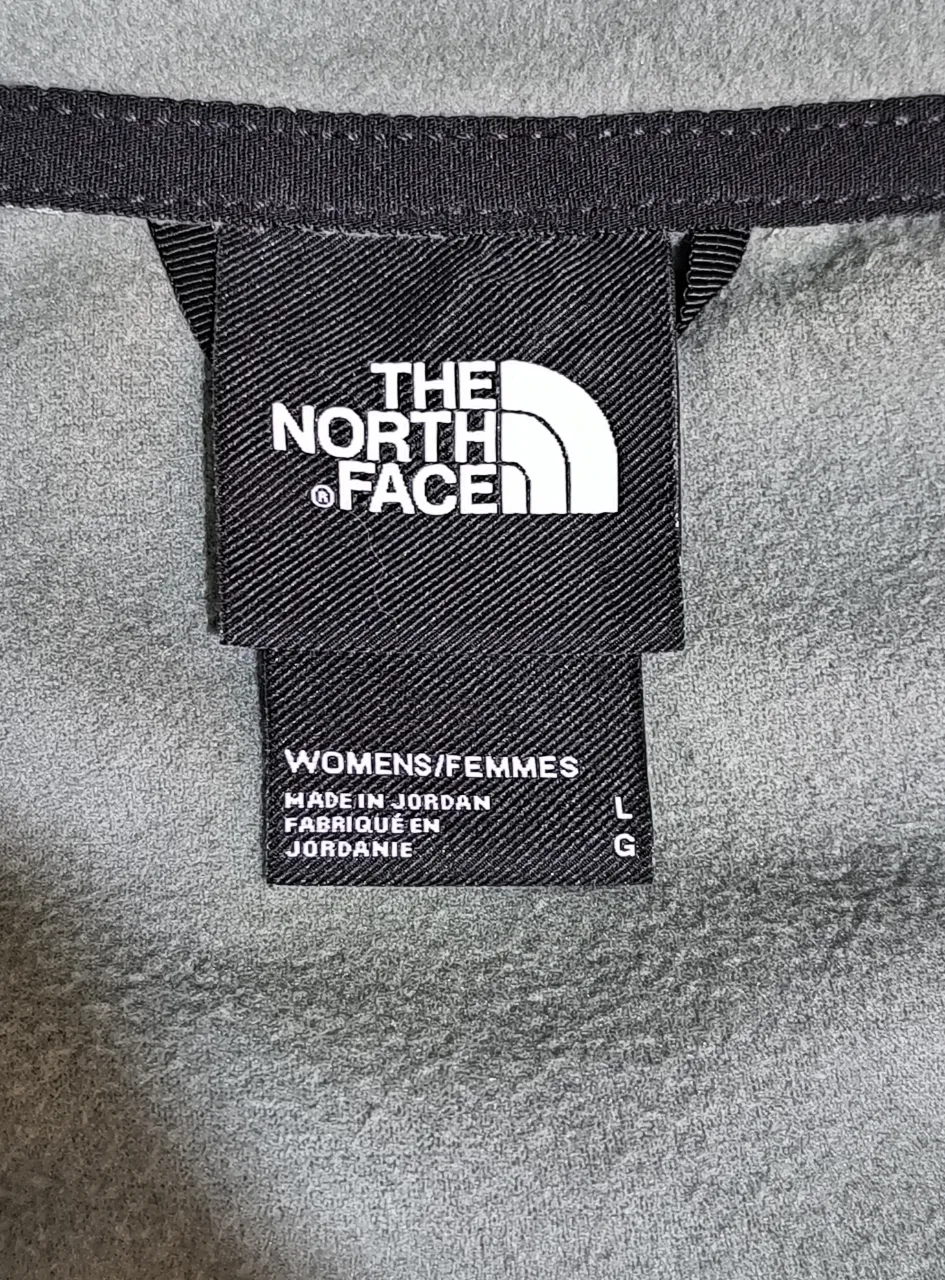 THE
NORTH
®FACE
WOMENS/FEMMES
MADE IN JORDAN L
FABRIQUÉ EN
JORDANIE G